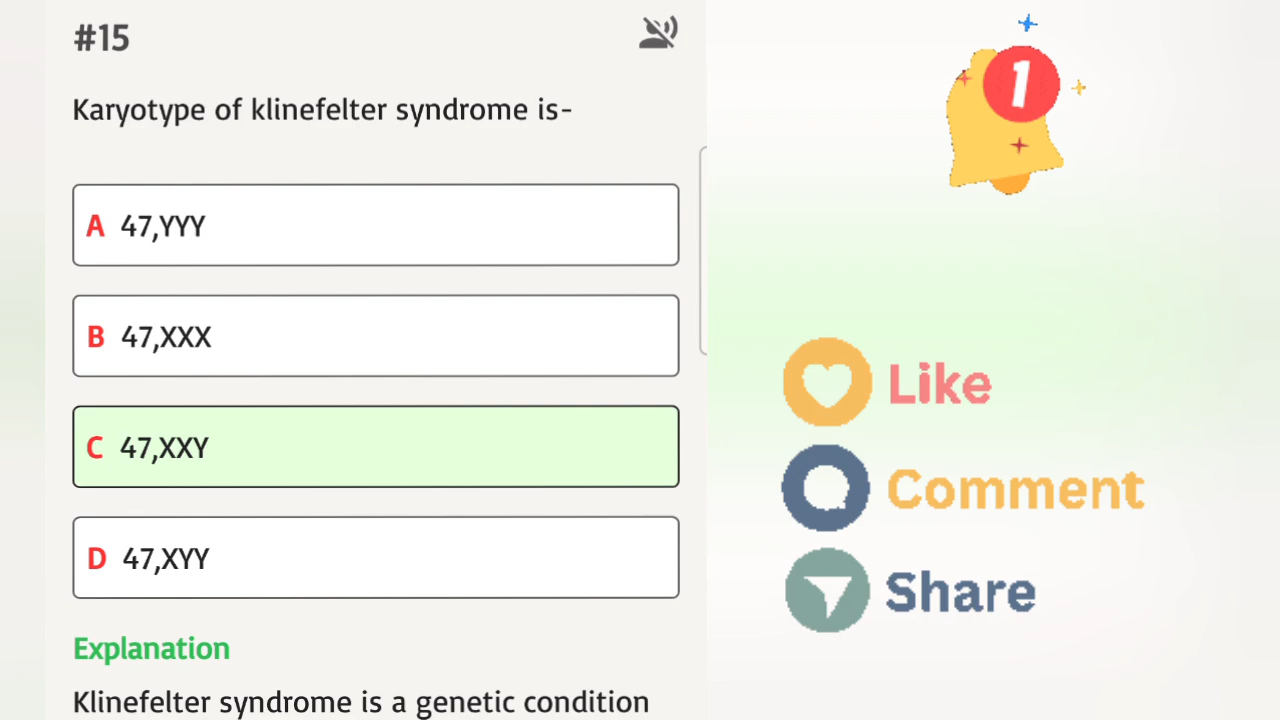 #15
Karyotype of klinefelter syndrome is-
A 47,YYY
B 47,XXX
C 47,XXY
D 47,XYY
Explanation
Klinefelter syndrome is a genetic condition
1
Like
Comment
Share